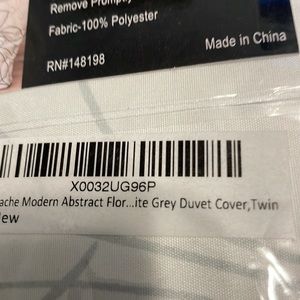 Remove Promptly
Fabric-100% Polyester
Made in China
RN#148198
X0032UG96P
ache Modern Abstract Flor...ite Grey Duvet Cover,Twin
New